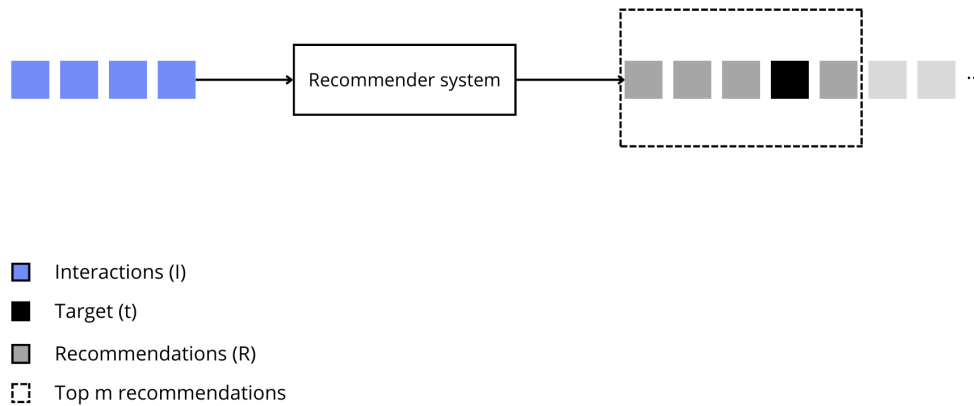 Recommender system
..
Interactions (I)
Target (t)
Recommendations (R)
Top m recommendations